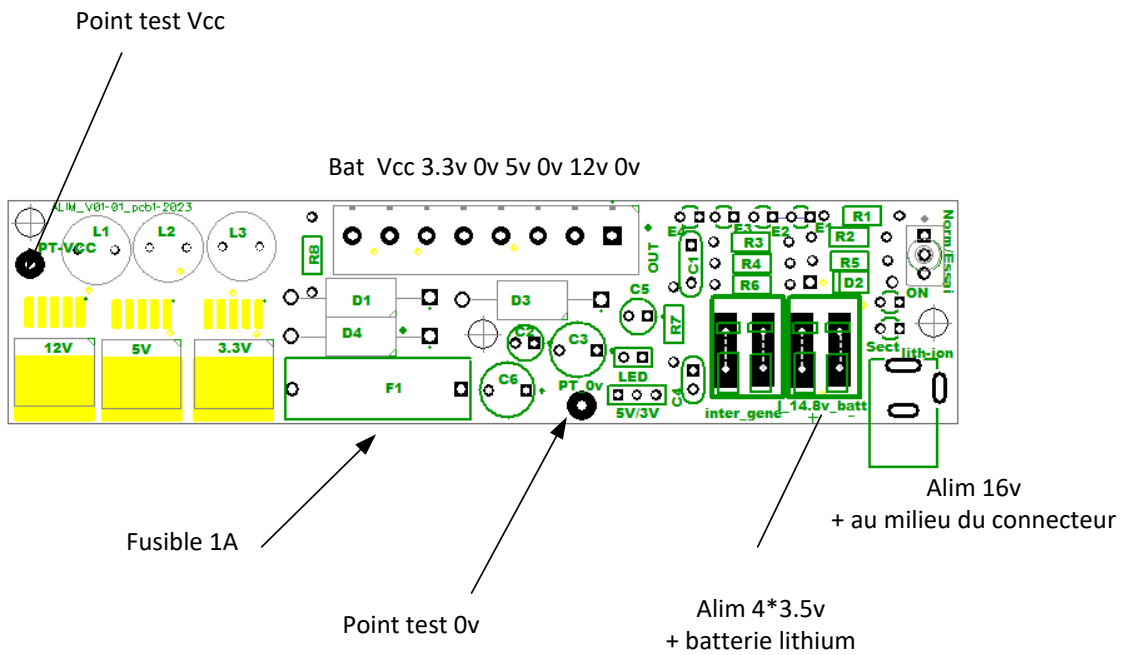 Point test Vcc
Bat Vcc 3.3v 0v 5v 0v 12v 0v
ALIM_V01-01_pcb1-2023
PT-VCC
L1
L2
L3
R8
OUT
E4
E3
E2
E1
R1
R2
R3
R4
R5
R6
D2
C1
Norm/Essai
ON
D1
D3
D4
C5
R7
C2
C3
12V
5V
3.3V
F1
C6
PT_0v
LED
5V/3V
C4
inter_gene
14.8v_batt
+ -
Sect
lith-ion
Alim 16v
+ au milieu du connecteur
Fusible 1A
Point test 0v
Alim 4*3.5v
+ batterie lithium